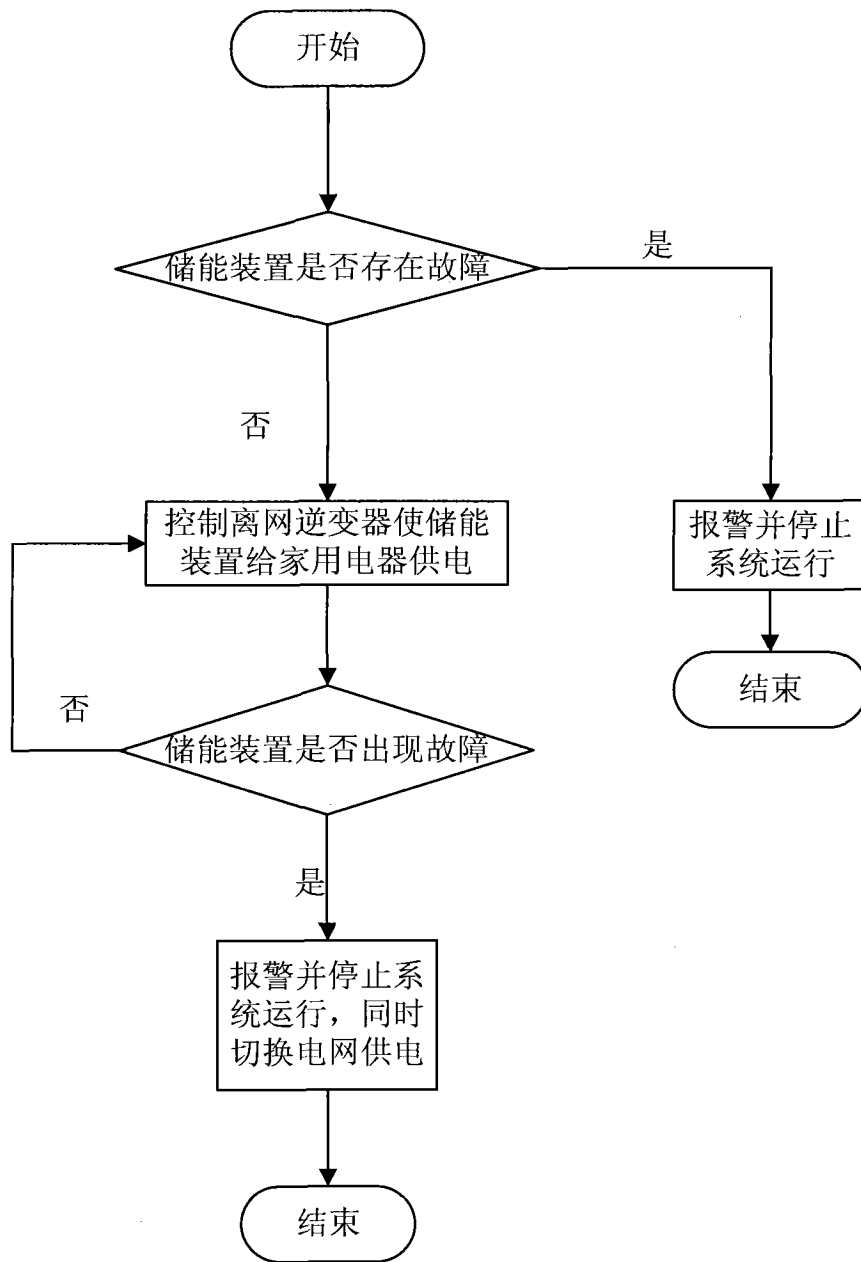 开始
储能装置是否存在故障
是
否
控制离网逆变器使储能
装置给家用电器供电
报警并停止
系统运行
结束
否
储能装置是否出现故障
是
报警并停止系
统运行，同时
切换电网供电
结束